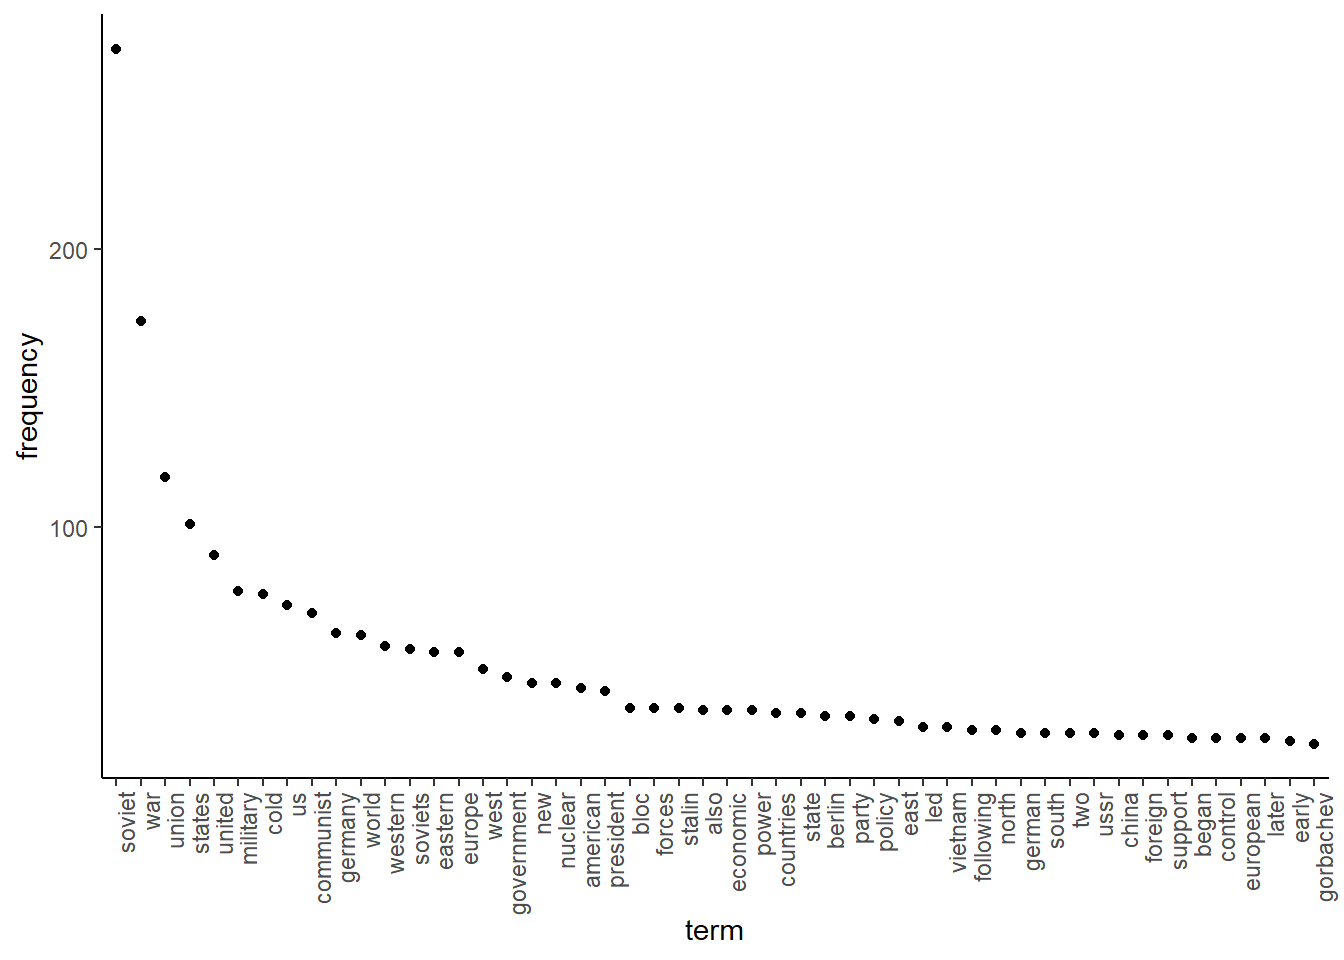 200
100
frequency
soviet
war
union
states
united
military
cold
us
communist
germany
world
western
soviets
eastern
europe
west
government
new
nuclear
american
president
bloc
forces
stalin
also
economic
power
countries
state
berlin
party
policy
east
led
vietnam
following
north
german
south
two
ussr
china
foreign
support
began
control
european
later
early
gorbachev
term